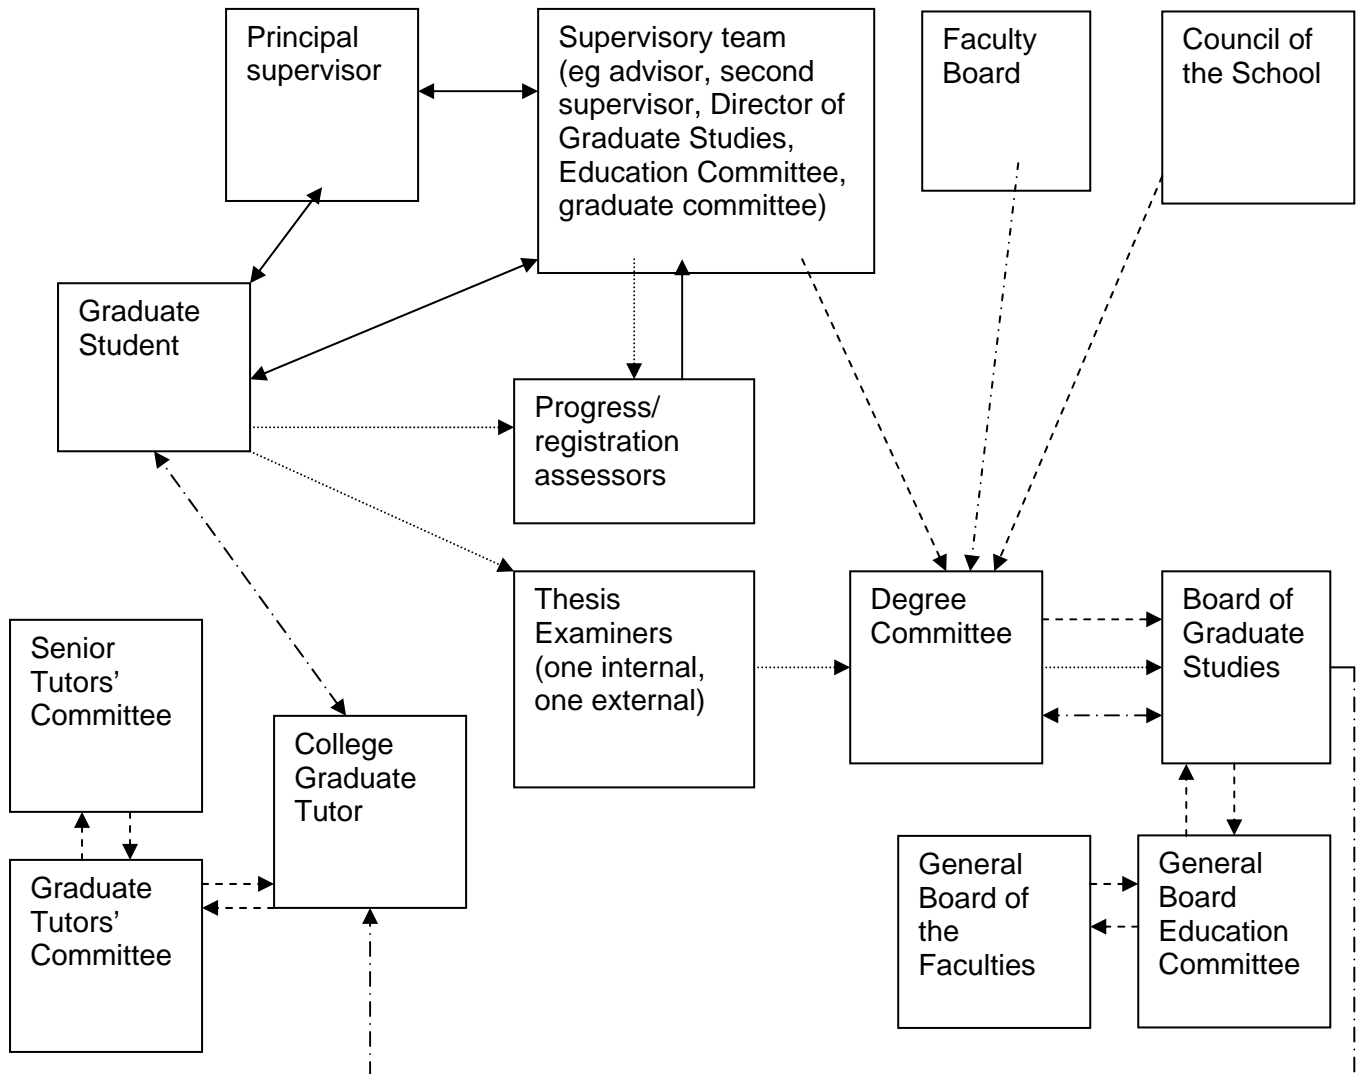 Principal
supervisor
Supervisory team
(eg advisor, second
supervisor, Director of
Graduate Studies,
Education Committee,
graduate committee)
Faculty
Board
Council of
the School
Graduate
Student
Progress/
registration
assessors
Thesis
Examiners
(one internal,
one external)
Degree
Committee
Board of
Graduate
Studies
Senior
Tutors’
Committee
College
Graduate
Tutor
Graduate
Tutors’
Committee
General
Board of
the
Faculties
General
Board
Education
Committee